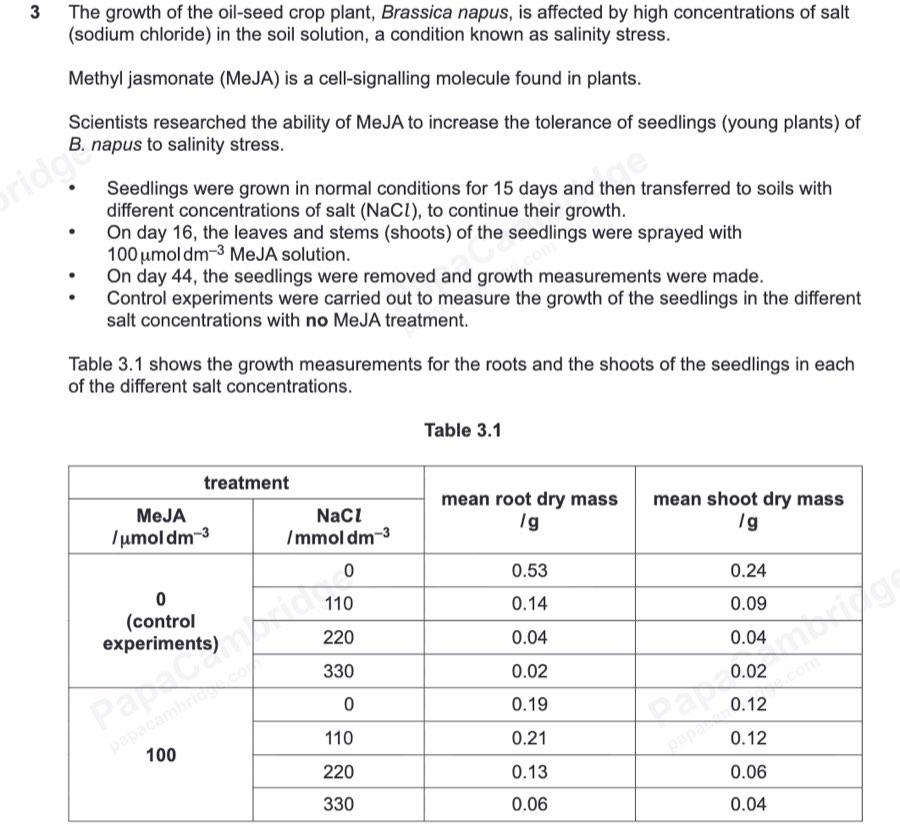 3 The growth of the oil-seed crop plant, Brassica napus, is affected by high concentrations of salt
(sodium chloride) in the soil solution, a condition known as salinity stress.
Methyl jasmonate (MeJA) is a cell-signalling molecule found in plants.
Scientists researched the ability of MeJA to increase the tolerance of seedlings (young plants) of
B. napus to salinity stress.
• Seedlings were grown in normal conditions for 15 days and then transferred to soils with
different concentrations of salt (NaCl), to continue their growth.
• On day 16, the leaves and stems (shoots) of the seedlings were sprayed with
100 μmol dm⁻³ MeJA solution.
• On day 44, the seedlings were removed and growth measurements were made.
• Control experiments were carried out to measure the growth of the seedlings in the different
salt concentrations with no MeJA treatment.
Table 3.1 shows the growth measurements for the roots and the shoots of the seedlings in each
of the different salt concentrations.
Table 3.1
treatment
mean root dry mass
/g
mean shoot dry mass
/g
MeJA
/μmol dm⁻³
NaCl
/mmol dm⁻³
0
(control
experiments)
0 0.53 0.24
110 0.14 0.09
220 0.04 0.04
330 0.02 0.02
100
0 0.19 0.12
110 0.21 0.12
220 0.13 0.06
330 0.06 0.04
PapaCambridge
papacambridge.com